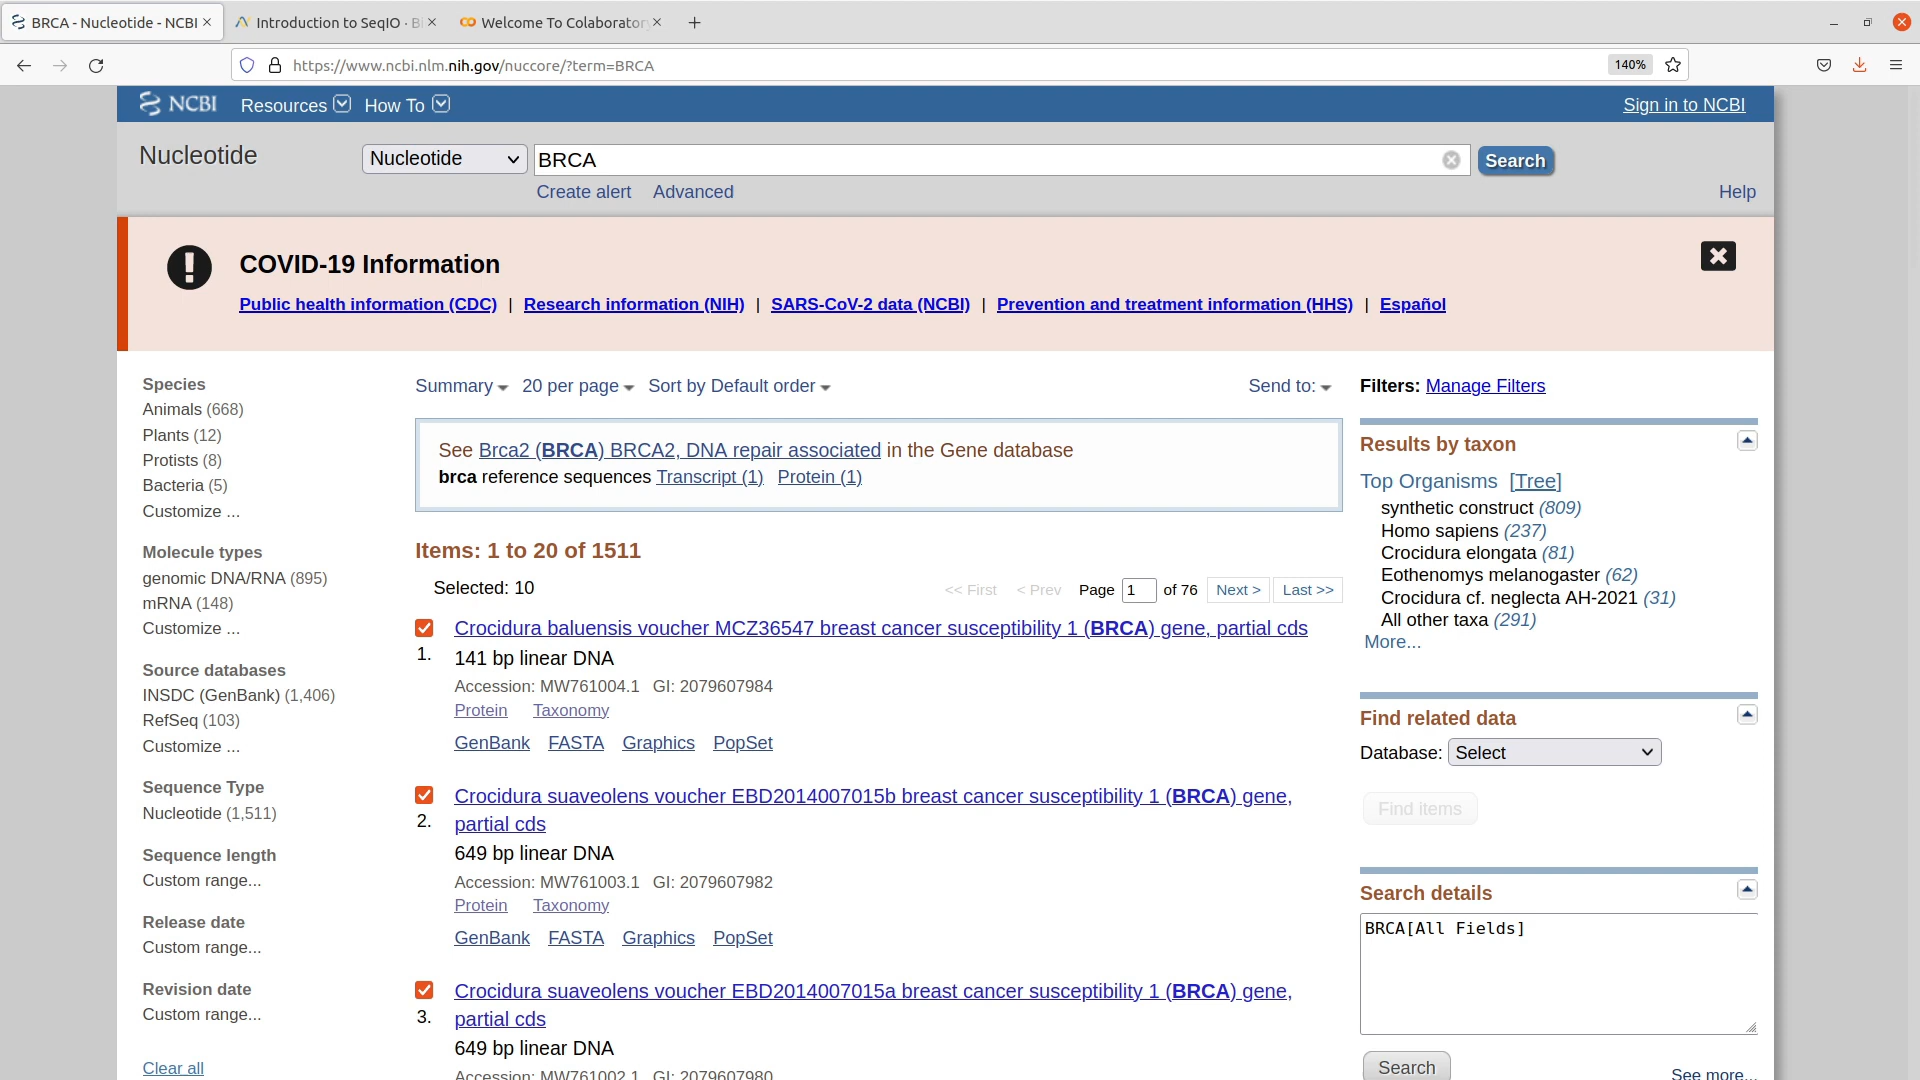 BRCA - Nucleotide - NCBI
Introduction to SeqIO · Bi
Welcome To Colaboratory
https://www.ncbi.nlm.nih.gov/nuccore/?term=BRCA
140%
NCBI
Resources
How To
Sign in to NCBI
Nucleotide
Nucleotide
BRCA
Search
Create alert
Advanced
Help
COVID-19 Information
Public health information (CDC) | Research information (NIH) | SARS-CoV-2 data (NCBI) | Prevention and treatment information (HHS) | Español
Species
Animals (668)
Plants (12)
Protists (8)
Bacteria (5)
Customize ...
Molecule types
genomic DNA/RNA (895)
mRNA (148)
Customize ...
Source databases
INSDC (GenBank) (1,406)
RefSeq (103)
Customize ...
Sequence Type
Nucleotide (1,511)
Sequence length
Custom range...
Release date
Custom range...
Revision date
Custom range...
Clear all
Summary
20 per page
Sort by Default order
Send to:
See Brca2 (BRCA) BRCA2, DNA repair associated in the Gene database
brca reference sequences Transcript (1) Protein (1)
Items: 1 to 20 of 1511
Selected: 10
<< First < Prev Page 1 of 76 Next > Last >>
Crocidura baluensis voucher MCZ36547 breast cancer susceptibility 1 (BRCA) gene, partial cds
1.
141 bp linear DNA
Accession: MW761004.1 GI: 2079607984
Protein Taxonomy
GenBank FASTA Graphics PopSet
Crocidura suaveolens voucher EBD2014007015b breast cancer susceptibility 1 (BRCA) gene,
2. partial cds
649 bp linear DNA
Accession: MW761003.1 GI: 2079607982
Protein Taxonomy
GenBank FASTA Graphics PopSet
Crocidura suaveolens voucher EBD2014007015a breast cancer susceptibility 1 (BRCA) gene,
3. partial cds
649 bp linear DNA
Accession: MW761002.1 GI: 2079607980
Filters: Manage Filters
Results by taxon
Top Organisms [Tree]
synthetic construct (809)
Homo sapiens (237)
Crocidura elongata (81)
Eothenomys melanogaster (62)
Crocidura cf. neglecta AH-2021 (31)
All other taxa (291)
More...
Find related data
Database: Select
Find items
Search details
BRCA[All Fields]
Search
See more...